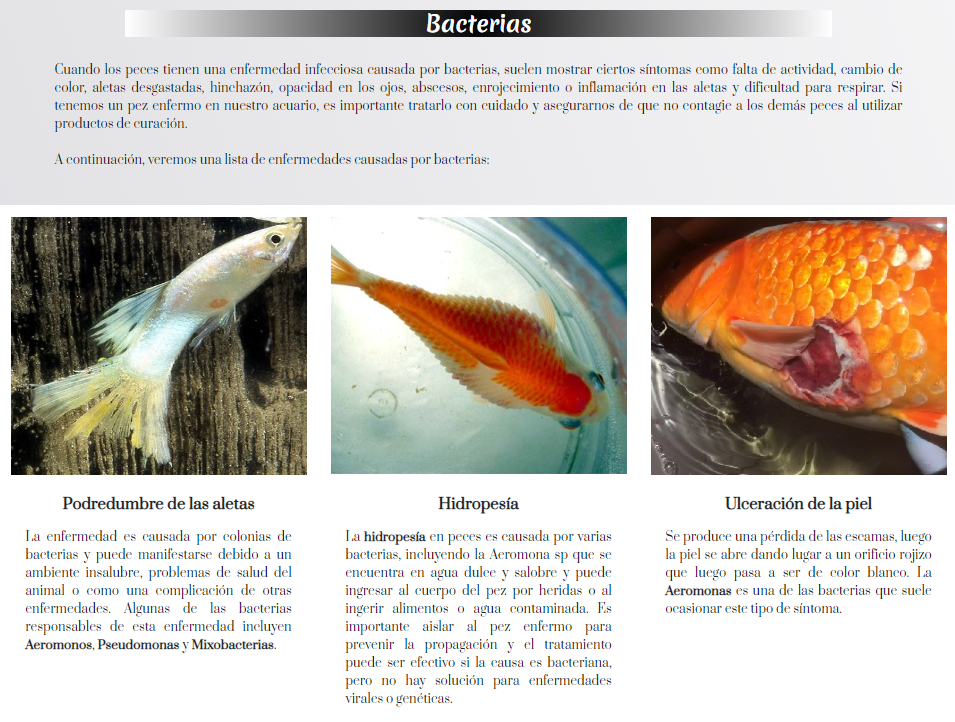 Bacterias
Cuando los peces tienen una enfermedad infecciosa causada por bacterias, suelen mostrar ciertos síntomas como falta de actividad, cambio de
color, aletas desgastadas, hinchazón, opacidad en los ojos, abscesos, enrojecimiento o inflamación en las aletas y dificultad para respirar. Si
tenemos un pez enfermo en nuestro acuario, es importante tratarlo con cuidado y asegurarnos de que no contagie a los demás peces al utilizar
productos de curación.
A continuación, veremos una lista de enfermedades causadas por bacterias:
Podredumbre de las aletas
La enfermedad es causada por colonias de
bacterias y puede manifestarse debido a un
ambiente insalubre, problemas de salud del
animal o como una complicación de otras
enfermedades. Algunas de las bacterias
responsables de esta enfermedad incluyen
Aeromonos, Pseudomonas y Mixobacterias.
Hidropesía
La hidropesía en peces es causada por varias
bacterias, incluyendo la Aeromona sp que se
encuentra en agua dulce y salobre y puede
ingresar al cuerpo del pez por heridas o al
ingerir alimentos o agua contaminada. Es
importante aislar al pez enfermo para
prevenir la propagación y el tratamiento
puede ser efectivo si la causa es bacteriana,
pero no hay solución para enfermedades
virales o genéticas.
Ulceración de la piel
Se produce una pérdida de las escamas, luego
la piel se abre dando lugar a un orificio rojizo
que luego pasa a ser de color blanco. La
Aeromonas es una de las bacterias que suele
ocasionar este tipo de síntoma.